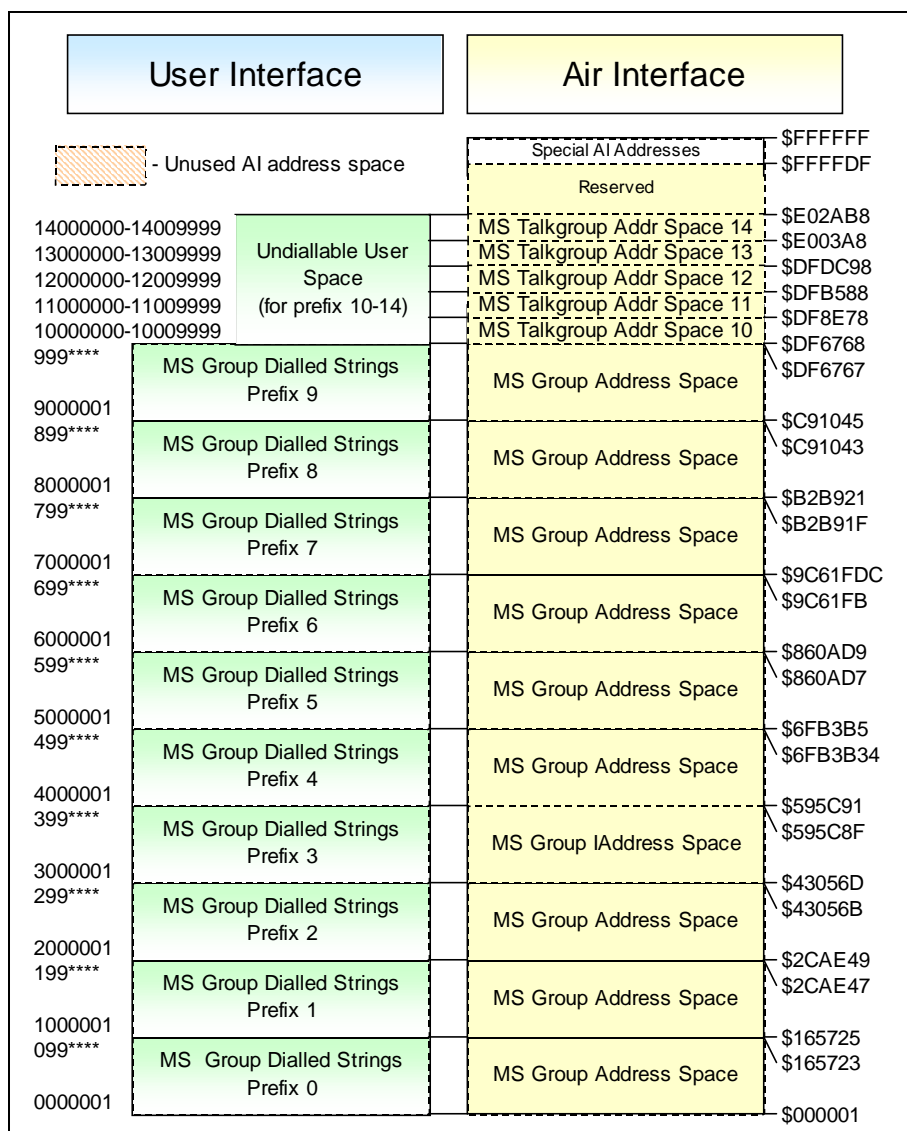 User Interface
Air Interface
- Unused AI address space
Special AI Addresses
$FFFFFF
$FFFFDF
Reserved
$E02AB8
14000000-14009999
MS Talkgroup Addr Space 14
$E003A8
13000000-13009999
Undiallable User
Space
(for prefix 10-14)
MS Talkgroup Addr Space 13
$DFDC98
12000000-12009999
MS Talkgroup Addr Space 12
$DFB588
11000000-11009999
MS Talkgroup Addr Space 11
$DF8E78
10000000-10009999
MS Talkgroup Addr Space 10
$DF6768
999****
MS Group Dialled Strings
Prefix 9
MS Group Address Space
$DF6767
9000001
$C91045
899****
MS Group Dialled Strings
Prefix 8
MS Group Address Space
$C91043
8000001
$B2B921
799****
MS Group Dialled Strings
Prefix 7
MS Group Address Space
$B2B91F
7000001
$9C61FDC
699****
MS Group Dialled Strings
Prefix 6
MS Group Address Space
$9C61FB
6000001
$860AD9
599****
MS Group Dialled Strings
Prefix 5
MS Group Address Space
$860AD7
5000001
$6FB3B5
499****
MS Group Dialled Strings
Prefix 4
MS Group Address Space
$6FB3B34
4000001
$595C91
399****
MS Group Dialled Strings
Prefix 3
MS Group IAddress Space
$595C8F
3000001
$43056D
299****
MS Group Dialled Strings
Prefix 2
MS Group Address Space
$43056B
2000001
$2CAE49
199****
MS Group Dialled Strings
Prefix 1
MS Group Address Space
$2CAE47
1000001
$165725
099****
MS Group Dialled Strings
Prefix 0
MS Group Address Space
$165723
0000001
$000001